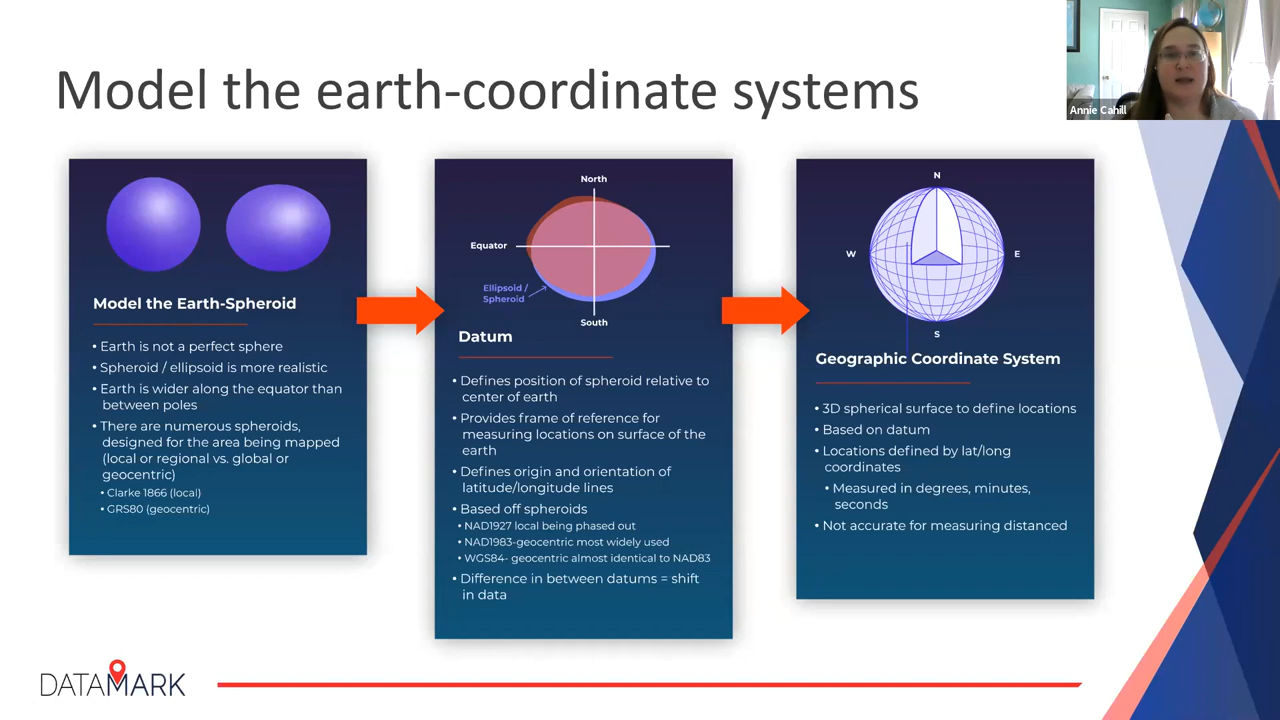 Model the earth-coordinate systems
Annie Cahill
Model the Earth-Spheroid
• Earth is not a perfect sphere
• Spheroid / ellipsoid is more realistic
• Earth is wider along the equator than
between poles
• There are numerous spheroids,
designed for the area being mapped
(local or regional vs. global or
geocentric)
• Clarke 1866 (local)
• GRS80 (geocentric)
North
Equator
Ellipsoid /
Spheroid
South
Datum
• Defines position of spheroid relative to
center of earth
• Provides frame of reference for
measuring locations on surface of the
earth
• Defines origin and orientation of
latitude/longitude lines
• Based off spheroids
• NAD1927 local being phased out
• NAD1983-geocentric most widely used
• WGS84- geocentric almost identical to NAD83
• Difference in between datums = shift
in data
N
W
E
S
Geographic Coordinate System
• 3D spherical surface to define locations
• Based on datum
• Locations defined by lat/long
coordinates
• Measured in degrees, minutes,
seconds
• Not accurate for measuring distanced
DATAMARK